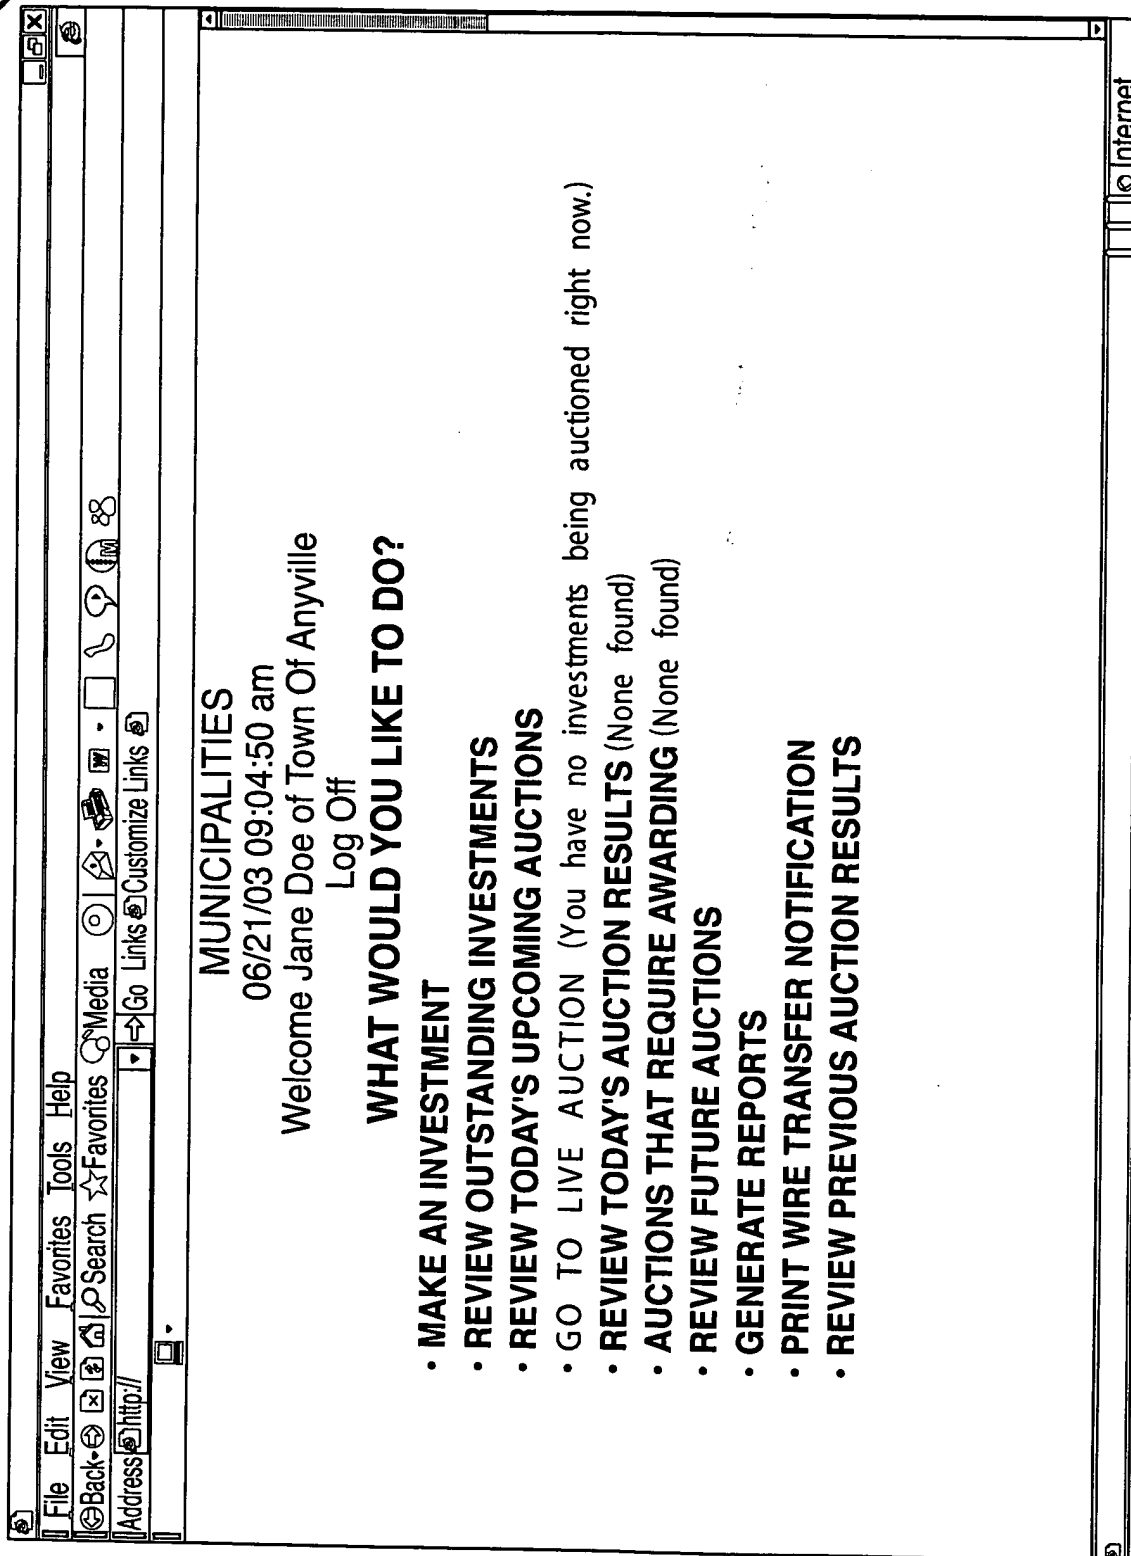 File Edit View Favorites Tools Help
Back Search Favorites Media
Address http:// Go Links Customize Links
MUNICIPALITIES
06/21/03 09:04:50 am
Welcome Jane Doe of Town Of Anyville
Log Off
WHAT WOULD YOU LIKE TO DO?
• MAKE AN INVESTMENT
• REVIEW OUTSTANDING INVESTMENTS
• REVIEW TODAY'S UPCOMING AUCTIONS
• GO TO LIVE AUCTION (You have no investments being auctioned right now.)
• REVIEW TODAY'S AUCTION RESULTS (None found)
• AUCTIONS THAT REQUIRE AWARDING (None found)
• REVIEW FUTURE AUCTIONS
• GENERATE REPORTS
• PRINT WIRE TRANSFER NOTIFICATION
• REVIEW PREVIOUS AUCTION RESULTS
Internet